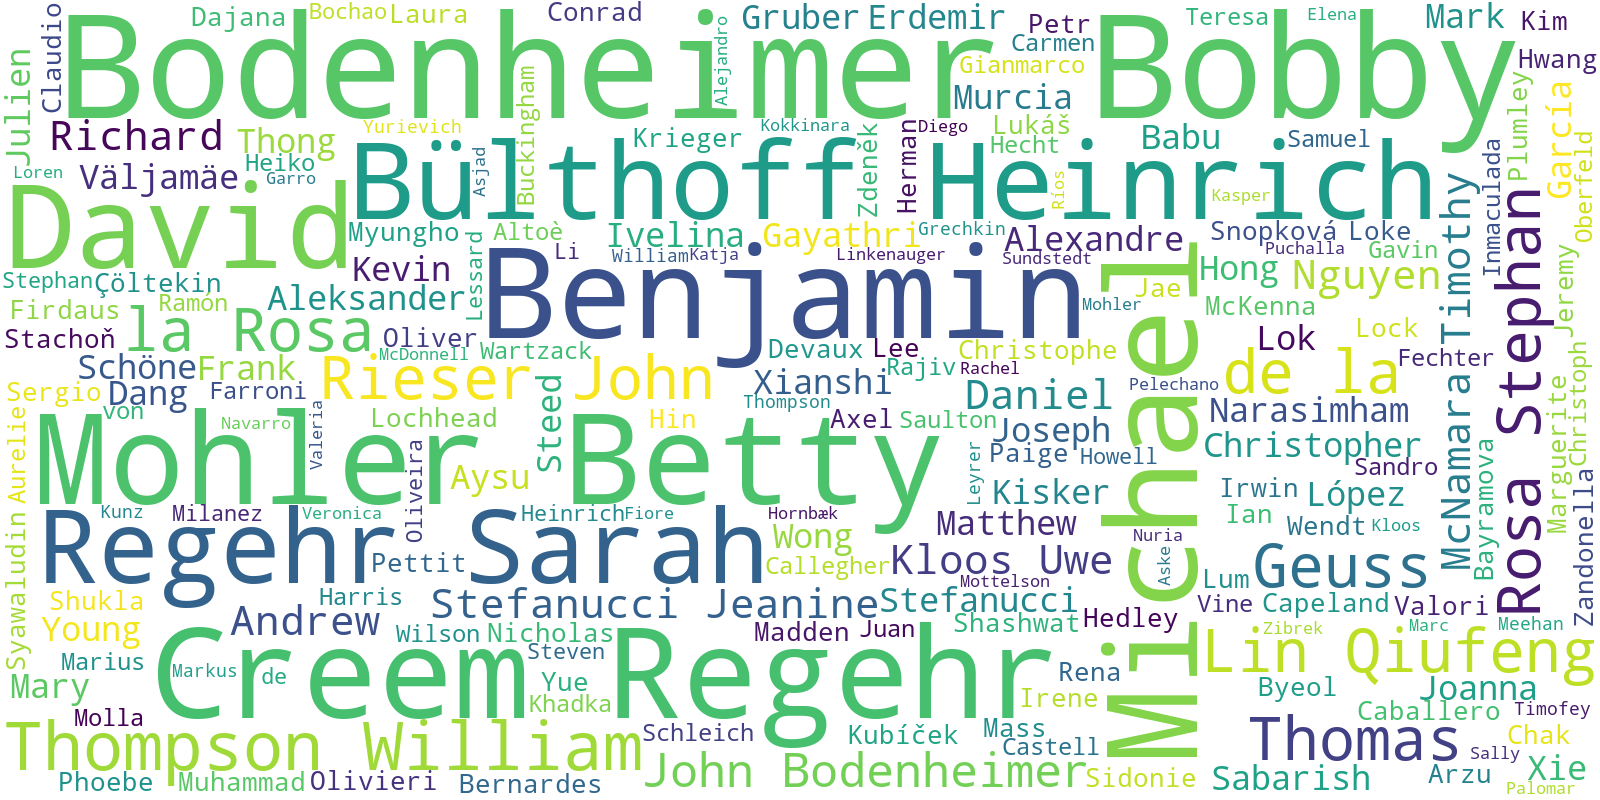 Bodenheimer Bobby
Claudio
Dajana
Bochao
Laura
Conrad
Alejandro
Gruber
Erdemir
Petr
Carmen
Gianmarco
Teresa
Elena
Mark
Kim
Hwang
Julien
Richard
Thong
Yurievich
Buckingham
Krieger
Kokkinara
Murcia
Lukáš
Hecht
Babu
Samuel
Plumley
García
Oberfeld
Loren
Väljamäe
Heiko
Garro
Bülthoff Heinrich
Asjad
Zdeněk
Herman
Diego
Ríos
Kasper
Inmaculada
David
Myungho
Altoè
Li
Ivelina
William
Katja
Gayathri
Linkenauger
Grechkin
Alexandre
Sundstedt
Snopková
Puchalla
Loke
Gavin
Timothy
Rosa Stephan
Jeremy
Stephan
Çöltekin
Kevin
Lessard
Benjamin
Mohler
Jae
Michael
Hong
Nguyen
McKenna
Firdaus
Ramón
Aleksander
Stachoň
la Rosa
Oliver
McDonnell
Wartzack
Devaux
Lee
Christophe
Rachel
Rajiv
Lok
Lock
Fechter
Christoph
Schöne
Frank
Rieser John
Thompson
Xianshi
Daniel
Pelechano
de la
McNamara
Sergio
Dang
Farroni
von
Navarro
Valeria
Lochhead
Steed
Hin
Axel
Saulton
Joseph
Narasimham
Marguerite
Aurelie
Mohler Betty
Oliveira
Aysu
Leyrer
Paige
Howell
Christopher
Sandro
Bayramova
Kisker
Irwin
López
Zandonella
Syawaludin
Kunz
Milanez
Veronica
Heinrich
Fiore
Hornbæk
Matthew
Nuria
Ian
Wendt
Kloos
Regehr Sarah
Pettit
Wong
Callegher
Kloos Uwe
Aske
Geuss
Mottelson
Lum
Shukla
Harris
Stefanucci Jeanine
Stefanucci
Hedley
Vine
Capeland
Valori
Meehan
Young
Andrew
Wilson
Nicholas
Madden
Juan
Shashwat
Zibrek
Marc
Marius
Markus
de
Creem Regehr
Steven
Rena
Lin Qiufeng
Mary
Yue
Khadka
Irene
Byeol
Joanna
Molla
Caballero
Timofey
Thompson William
Schleich
Kubíček
Mass
Castell
Thomas
Sally
Chak
Phoebe
Muhammad
Olivieri
Bernardes
John Bodenheimer
Sidonie
Sabarish
Arzu
Xie
Palomar